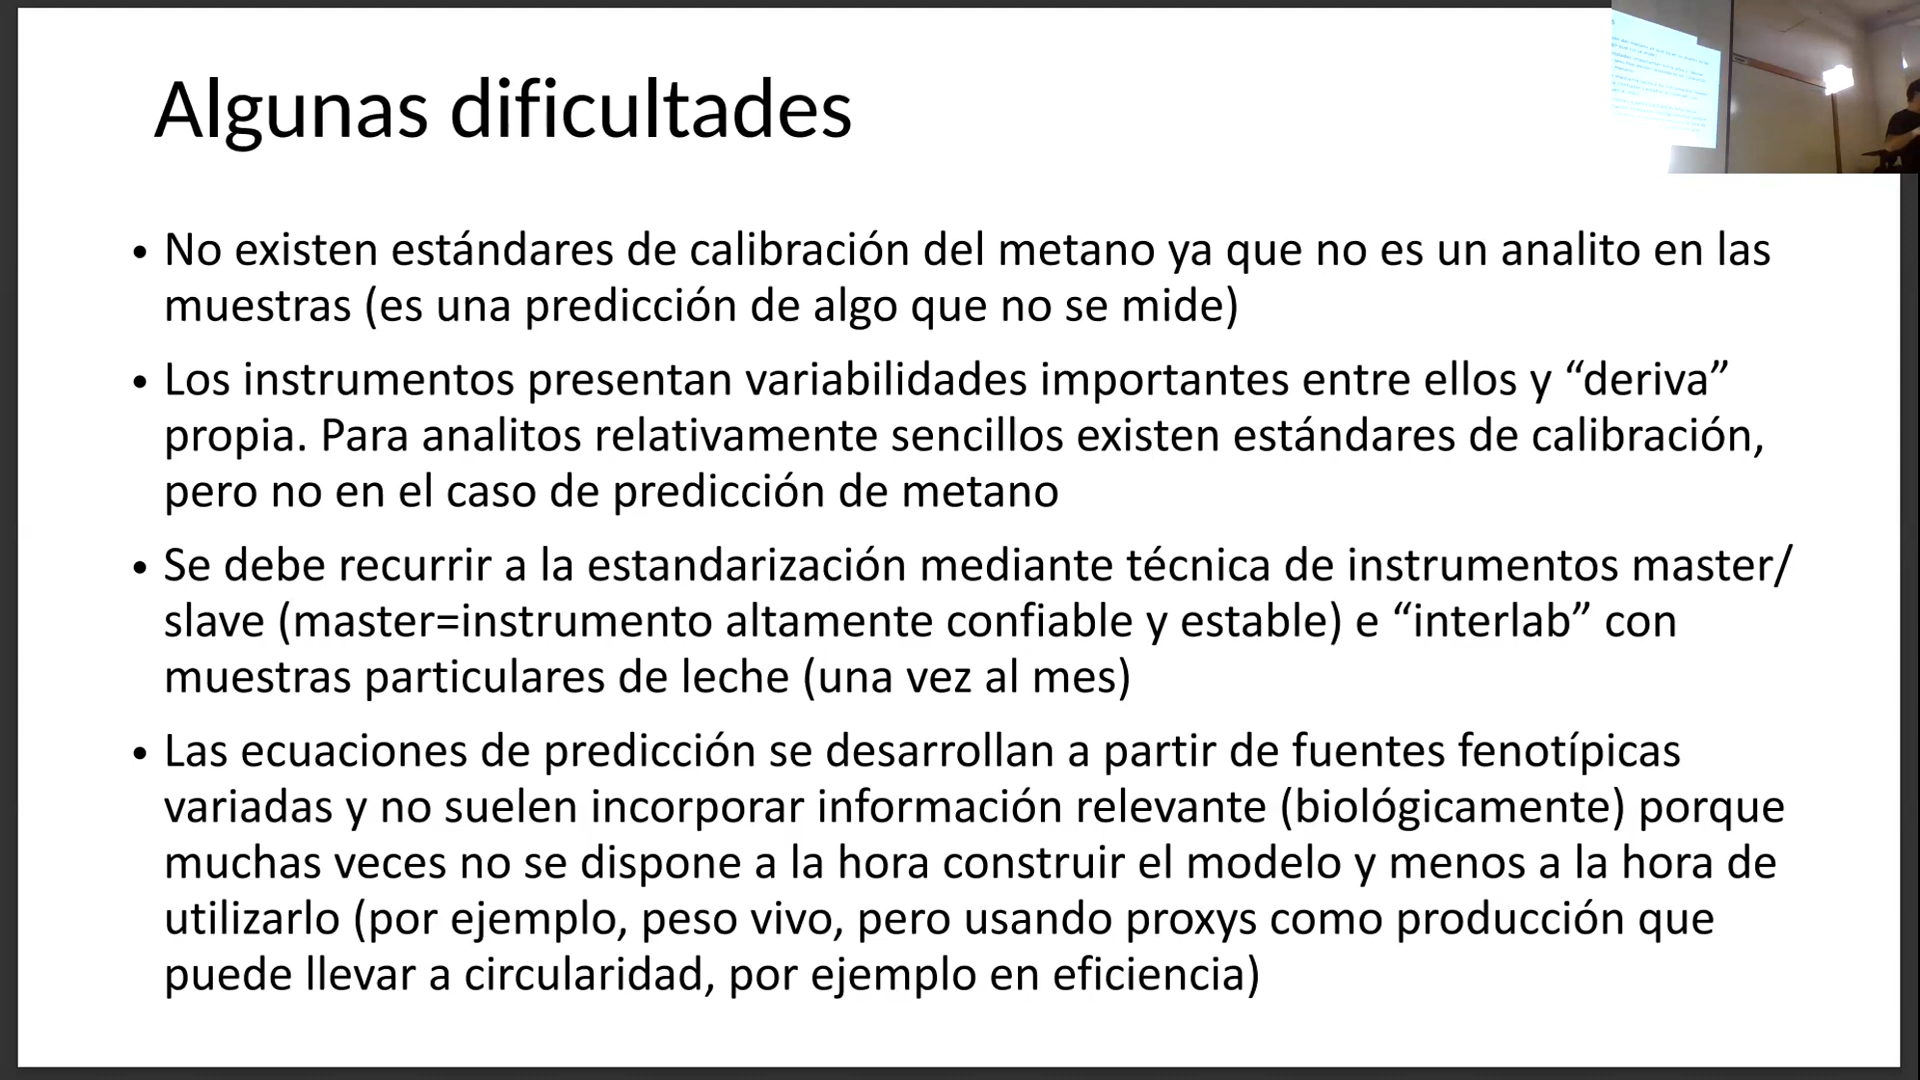 Algunas dificultades
• No existen estándares de calibración del metano ya que no es un analito en las
muestras (es una predicción de algo que no se mide)
• Los instrumentos presentan variabilidades importantes entre ellos y “deriva”
propia. Para analitos relativamente sencillos existen estándares de calibración,
pero no en el caso de predicción de metano
• Se debe recurrir a la estandarización mediante técnica de instrumentos master/
slave (master=instrumento altamente confiable y estable) e “interlab” con
muestras particulares de leche (una vez al mes)
• Las ecuaciones de predicción se desarrollan a partir de fuentes fenotípicas
variadas y no suelen incorporar información relevante (biológicamente) porque
muchas veces no se dispone a la hora construir el modelo y menos a la hora de
utilizarlo (por ejemplo, peso vivo, pero usando proxys como producción que
puede llevar a circularidad, por ejemplo en eficiencia)